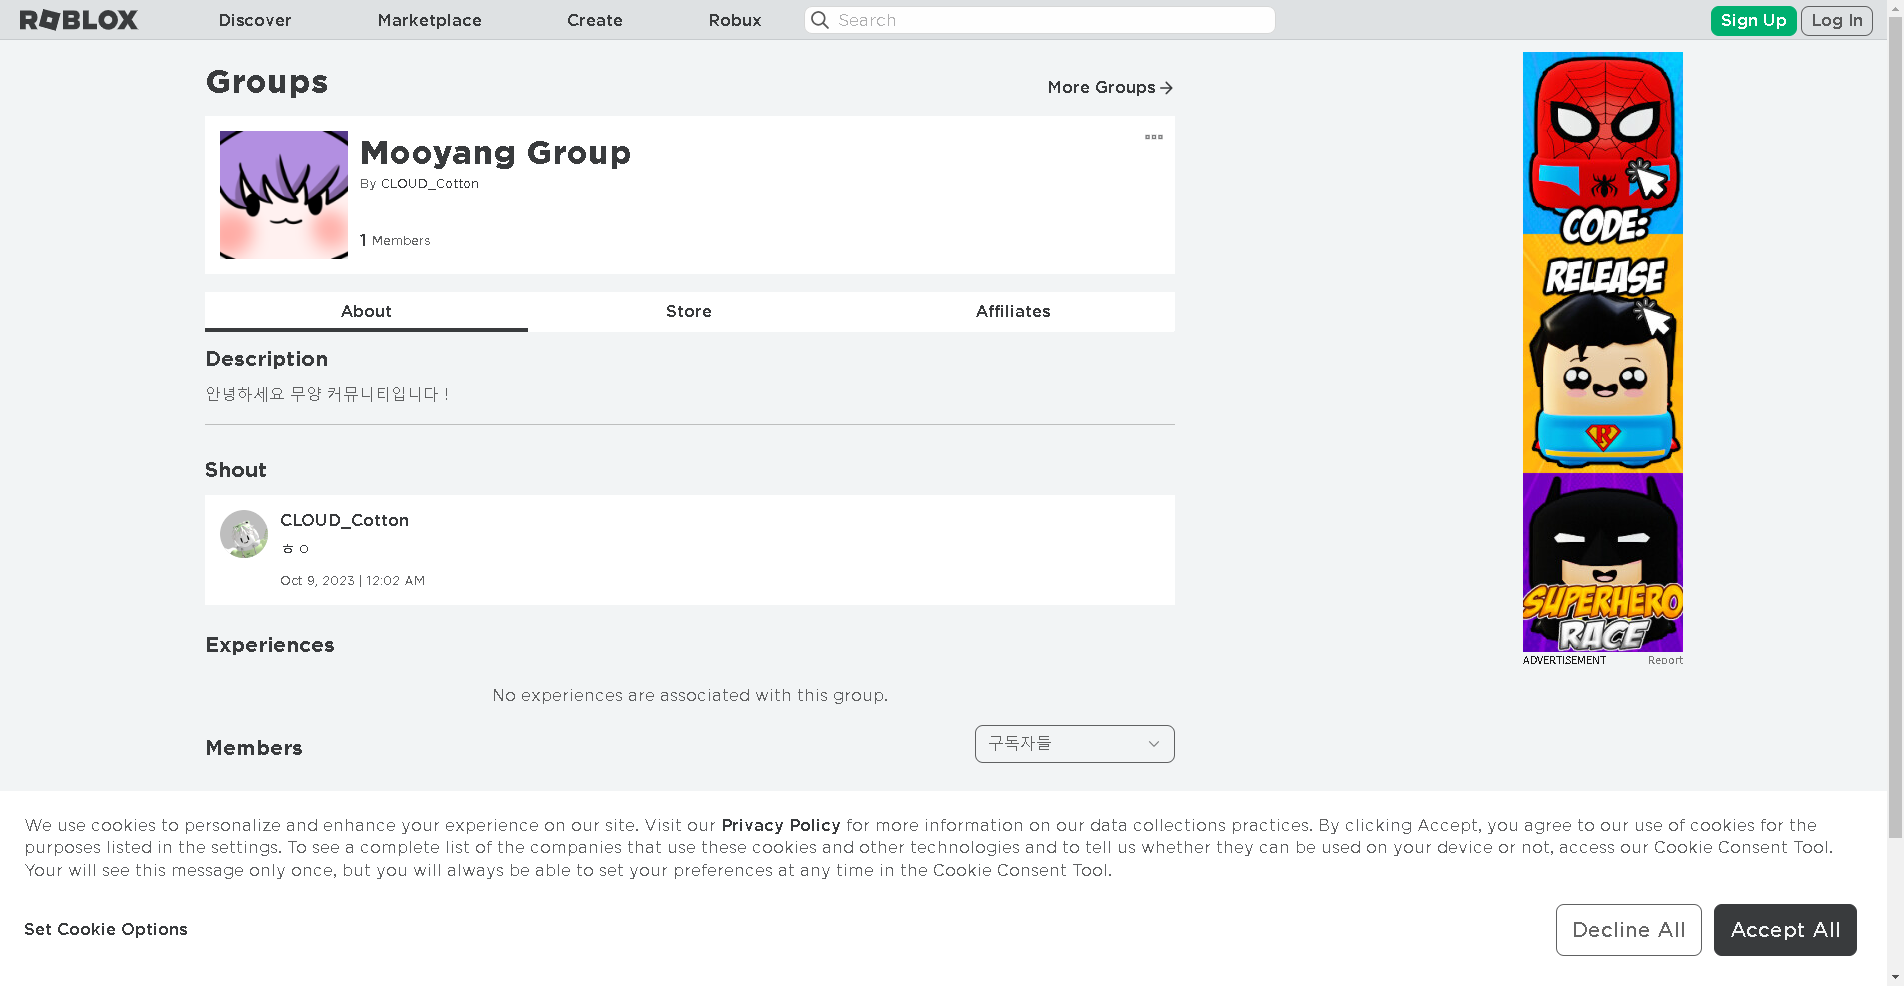 ROBLOX
Discover
Marketplace
Create
Robux
Search
Sign Up
Log In
Groups
More Groups
Mooyang Group
By CLOUD_Cotton
1 Members
About
Store
Affiliates
Description
안녕하세요 무양 커뮤니티입니다 !
Shout
CLOUD_Cotton
ㅎㅇ
Oct 9, 2023 | 12:02 AM
Experiences
No experiences are associated with this group.
Members
구독자들
CODE:
RELEASE
R
SUPERHERO
RACE
ADVERTISEMENT
Report
We use cookies to personalize and enhance your experience on our site. Visit our Privacy Policy for more information on our data collections practices. By clicking Accept, you agree to our use of cookies for the
purposes listed in the settings. To see a complete list of the companies that use these cookies and other technologies and to tell us whether they can be used on your device or not, access our Cookie Consent Tool.
Your will see this message only once, but you will always be able to set your preferences at any time in the Cookie Consent Tool.
Set Cookie Options
Decline All
Accept All